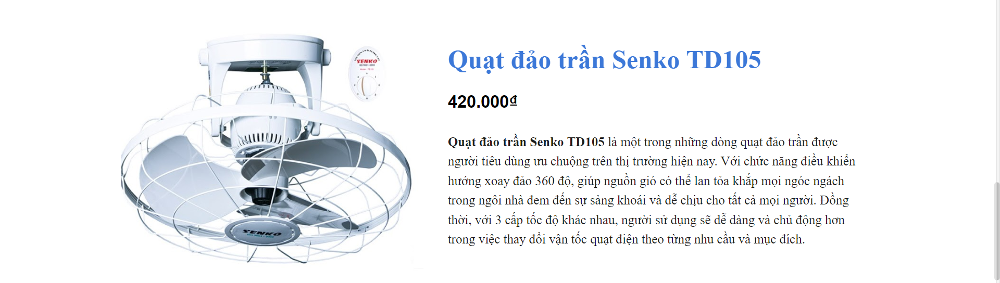 SENKO
Quạt đảo trần Senko TD105
420.000₫
Quạt đảo trần Senko TD105 là một trong những dòng quạt đảo trần được
người tiêu dùng ưu chuộng trên thị trường hiện nay. Với chức năng điều khiển
hướng xoay đảo 360 độ, giúp nguồn gió có thể lan tỏa khắp mọi ngóc ngách
trong ngôi nhà đem đến sự sảng khoái và dễ chịu cho tất cả mọi người. Đồng
thời, với 3 cấp tốc độ khác nhau, người sử dụng sẽ dễ dàng và chủ động hơn
trong việc thay đổi vận tốc quạt điện theo từng nhu cầu và mục đích.
SENKO